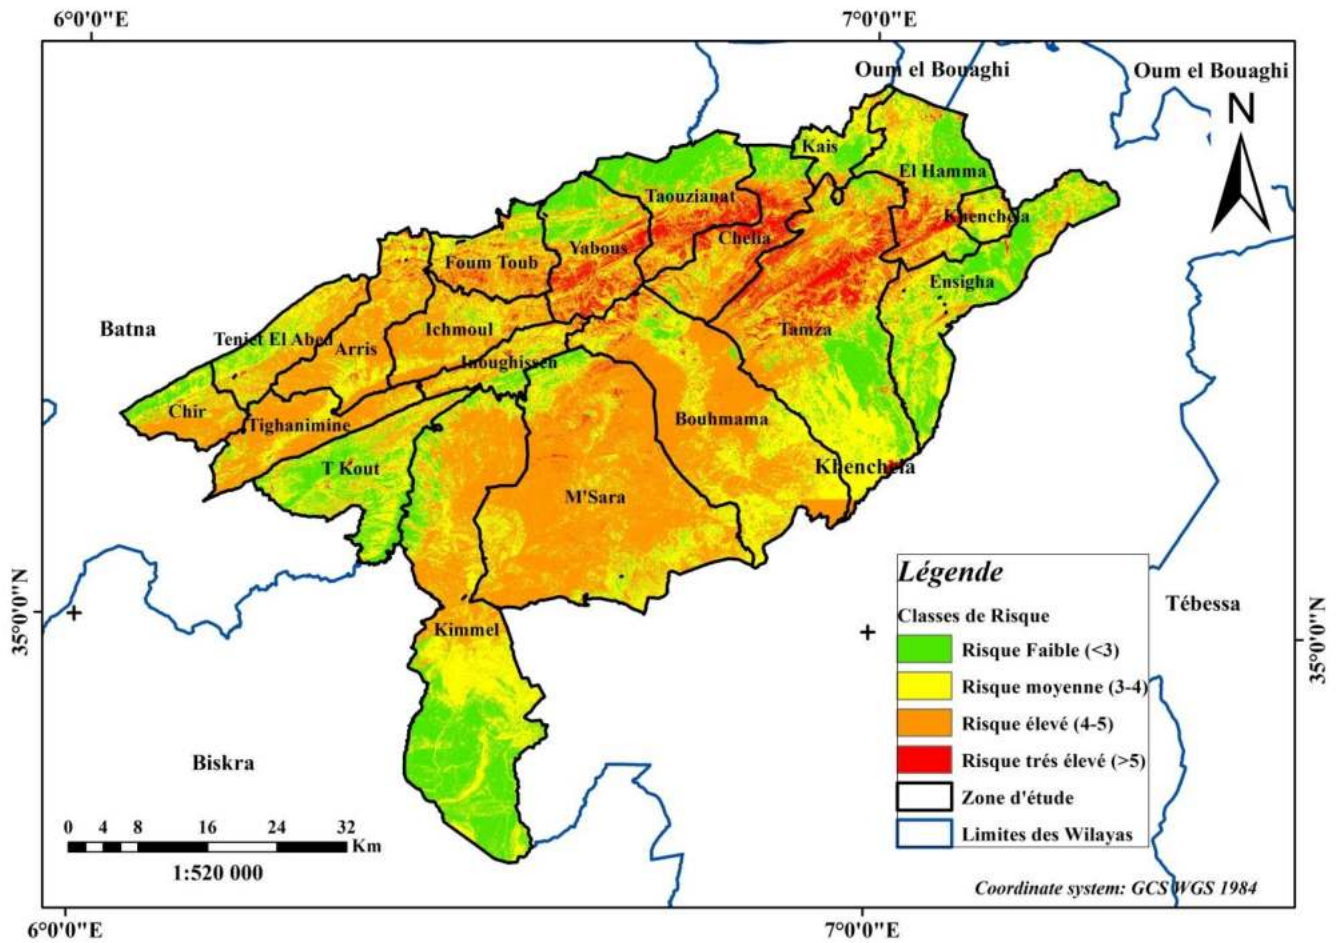 6°0'0"E
7°0'0"E
Oum el Bouaghi
Oum el Bouaghi
N
Kais
El Hamma
Taouzianat
Khenchela
Chelia
Yabous
Foum Toub
Ensigha
Batna
Teniet El Abed
Ichmoul
Tamza
Arris
Inoughissen
Chir
Tighanimine
Bouhmama
T Kout
Khenchela
M'Sara
35°0'0"N
35°0'0"N
Kimmel
Tébessa
Biskra
Légende
Classes de Risque
Risque Faible (<3)
Risque moyenne (3-4)
Risque élevé (4-5)
Risque trés élevé (>5)
Zone d'étude
Limites des Wilayas
0 4 8 16 24 32
Km
1:520 000
Coordinate system: GCS WGS 1984
6°0'0"E
7°0'0"E